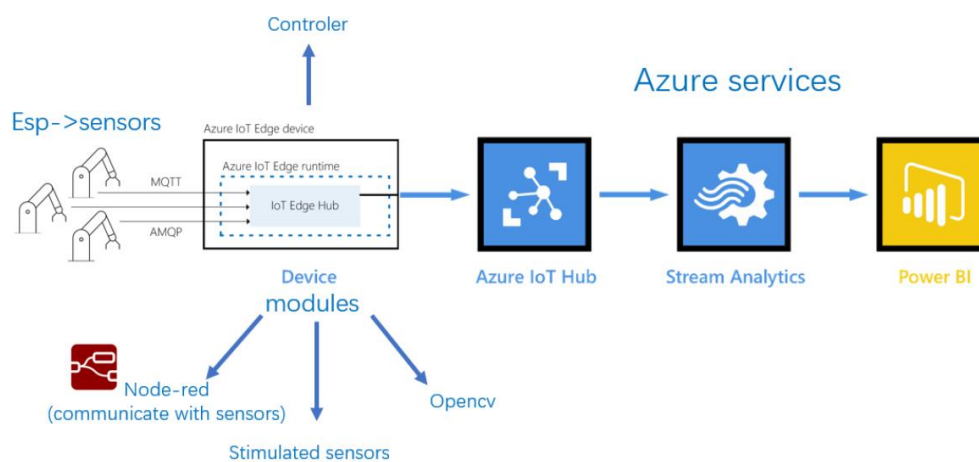 Controler
Azure services
Esp->sensors
Azure IoT Edge device
Azure IoT Edge runtime
MQTT
IoT Edge Hub
AMQP
Device
modules
Azure IoT Hub
Stream Analytics
Power BI
Node-red
(communicate with sensors)
Opencv
Stimulated sensors